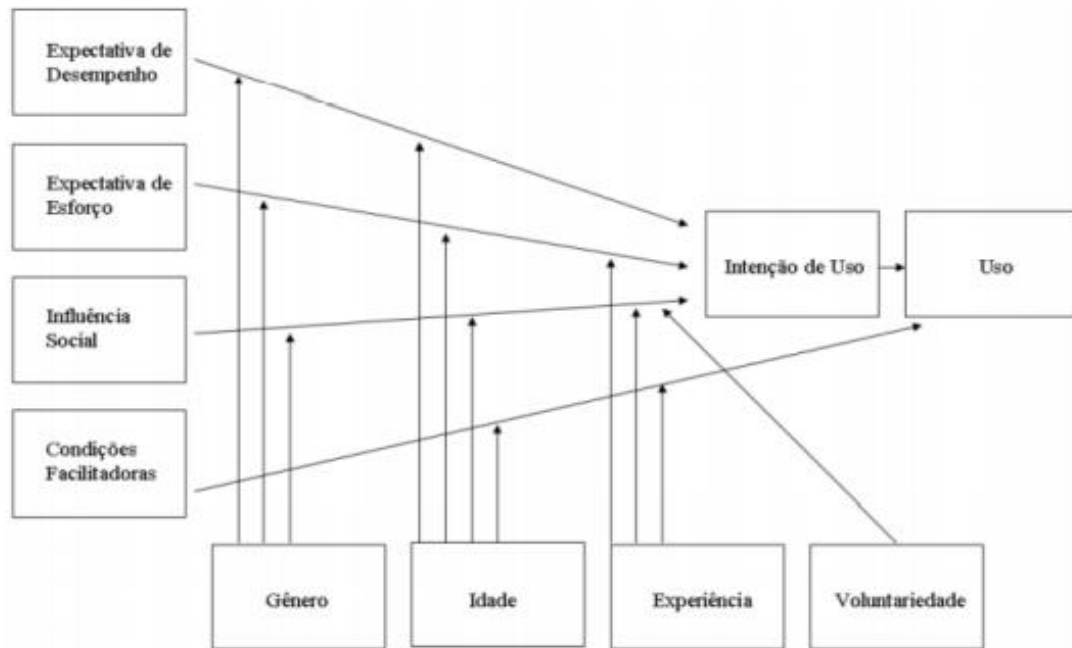 Expectativa de
Desempenho
Expectativa de
Esforço
Influência
Social
Condições
Facilitadoras
Intenção de Uso
Uso
Gênero
Idade
Experiência
Voluntariedade